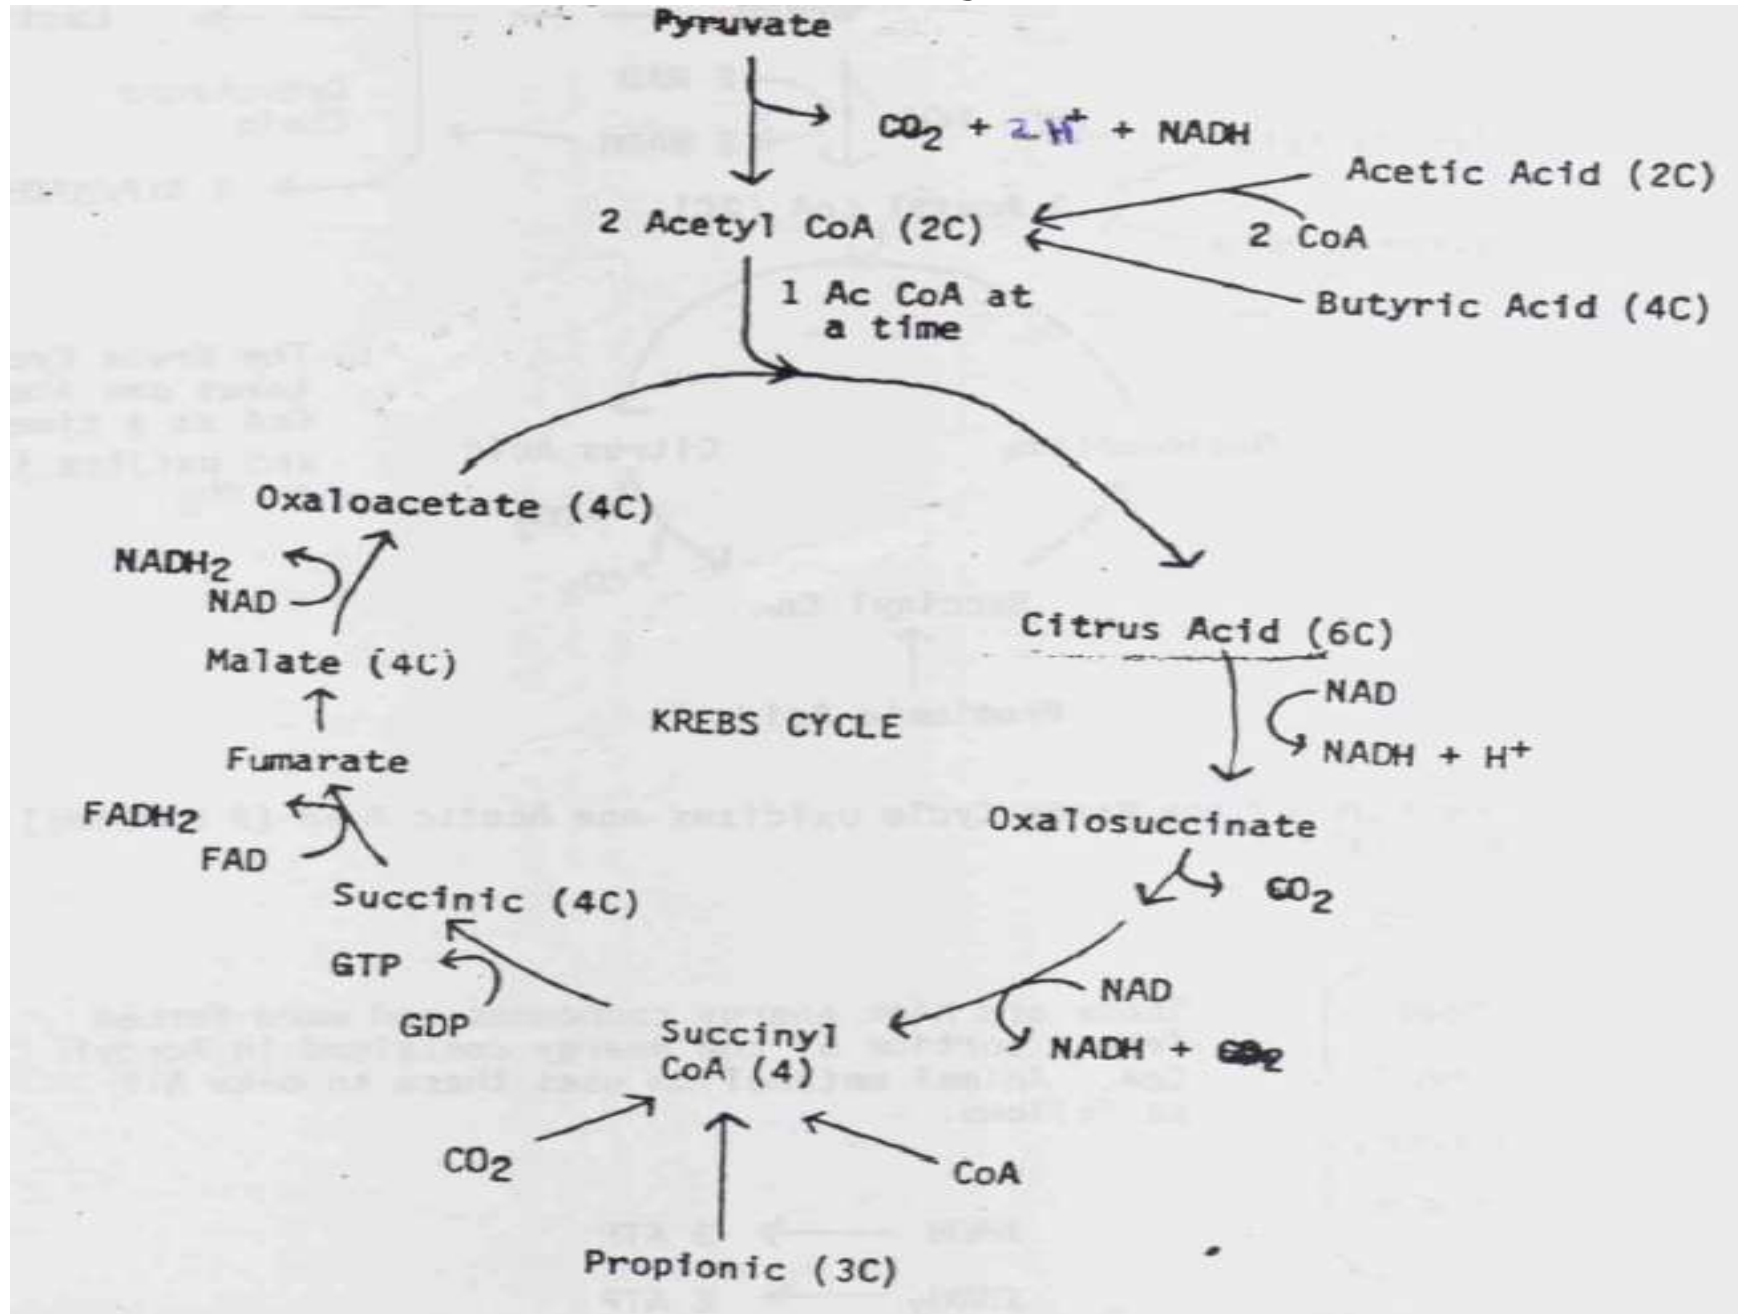 Pyruvate
CO2 + 2H+ + NADH
Acetic Acid (2C)
2 Acetyl CoA (2C)
2 CoA
1 Ac CoA at
a time
Butyric Acid (4C)
Oxaloacetate (4C)
NADH2
NAD
Malate (4C)
Citrus Acid (6C)
NAD
NADH + H+
KREBS CYCLE
Fumarate
FADH2
FAD
Oxalosuccinate
CO2
Succinic (4C)
GTP
GDP
NAD
NADH + CO2
Succinyl
CoA (4)
CO2
CoA
Propionic (3C)